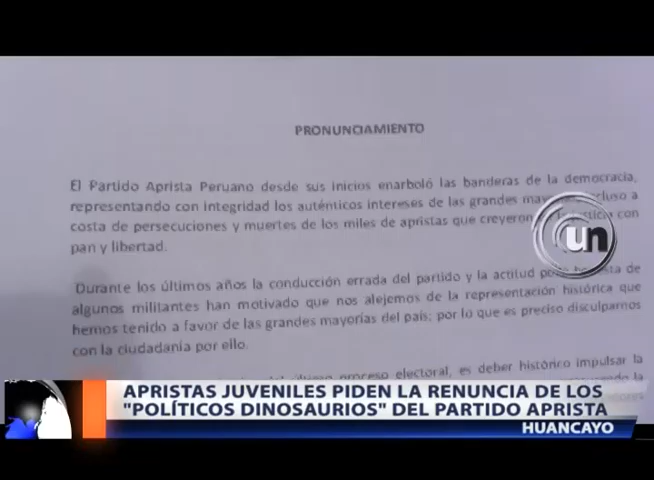 PRONUNCIAMIENTO
El Partido Aprista Peruano desde sus inicios enarboló las banderas de la democracia,
representando con integridad los auténticos intereses de las grandes
costa de persecuciones y muertes de los miles de apristas que creyeron con
pan y libertad.
Durante los últimos años la conducción errada del partido y la actitud de
algunos militantes han motivado que nos alejemos de la representación histórica que
hemos tenido a favor de las grandes mayorías del país; por lo que es preciso disculparnos
con la ciudadanía por ello.
proceso electoral, es deber histórico impulsar la
un
APRISTAS JUVENILES PIDEN LA RENUNCIA DE LOS
"POLÍTICOS DINOSAURIOS" DEL PARTIDO APRISTA
HUANCAYO